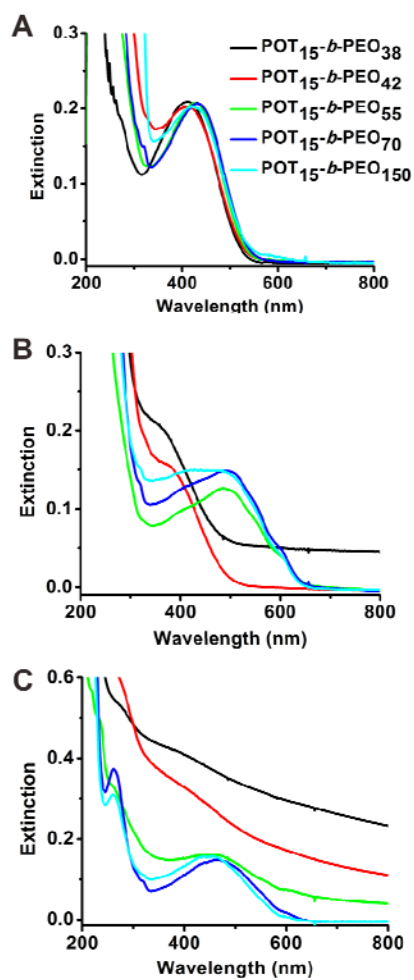 A
0.3
0.2
0.1
0.0
Extinction
POT15-b-PEO38
POT15-b-PEO42
POT15-b-PEO55
POT15-b-PEO70
POT15-b-PEO150
200 400 600 800
Wavelength (nm)
B
0.3
0.2
0.1
0.0
Extinction
200 400 600 800
Wavelength (nm)
C
0.6
0.4
0.2
0.0
Extinction
200 400 600 800
Wavelength (nm)